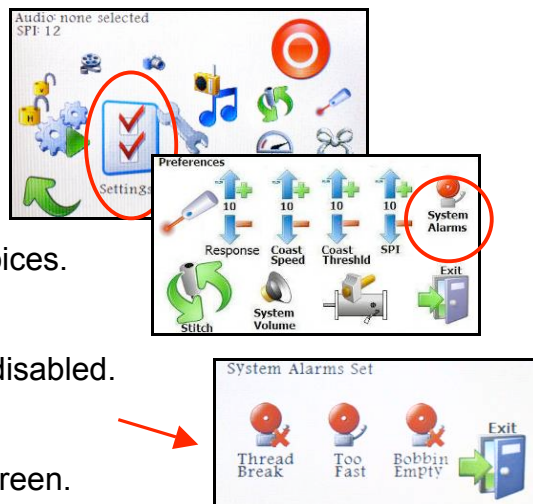 Audio: none selected
SPI: 12
H
Settings
Preferences
10 10 10 10
System
Alarms
Response Coast
Speed Coast
Threshld SPI
Exit
Stitch
System
Volume
oices.
disabled.
System Alarms Set
Thread
Break
Too
Fast
Bobbin
Empty
Exit
reen.